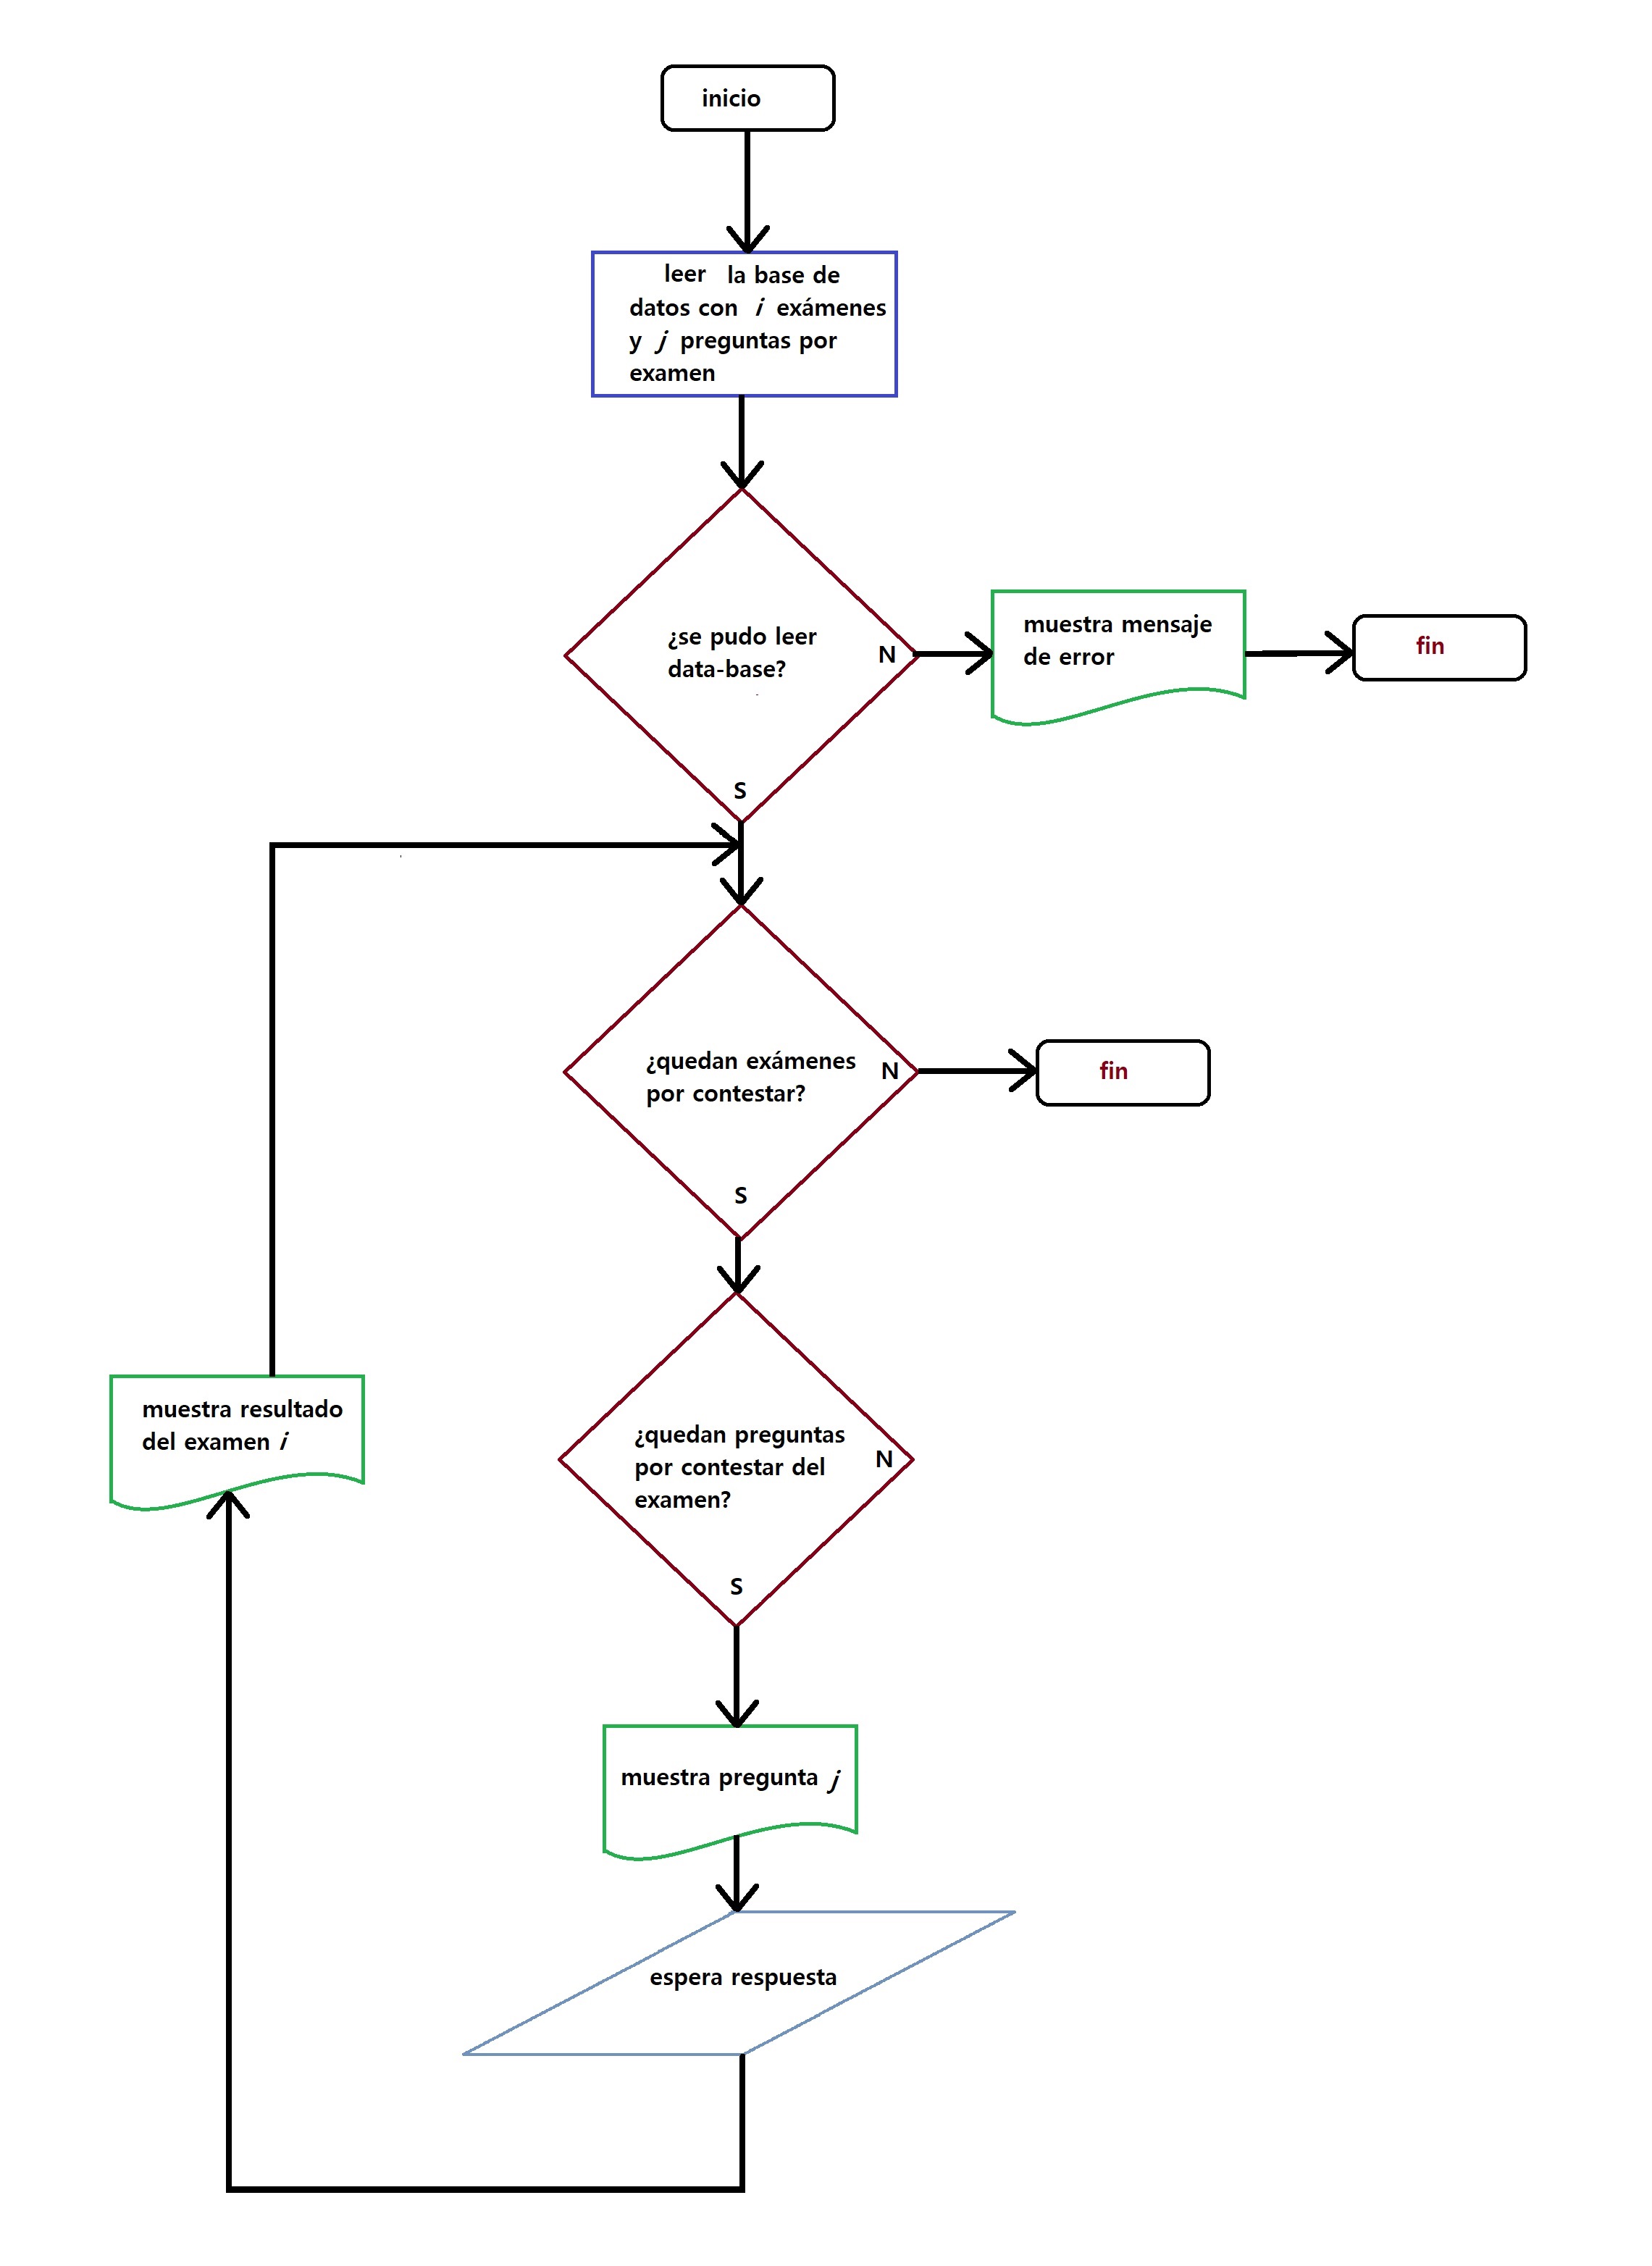 inicio
leer la base de
datos con i exámenes
y j preguntas por
examen
¿se pudo leer
data-base?
N
S
muestra mensaje
de error
fin
¿quedan exámenes
por contestar?
N
S
fin
muestra resultado
del examen i
¿quedan preguntas
por contestar del
examen?
N
S
muestra pregunta j
espera respuesta